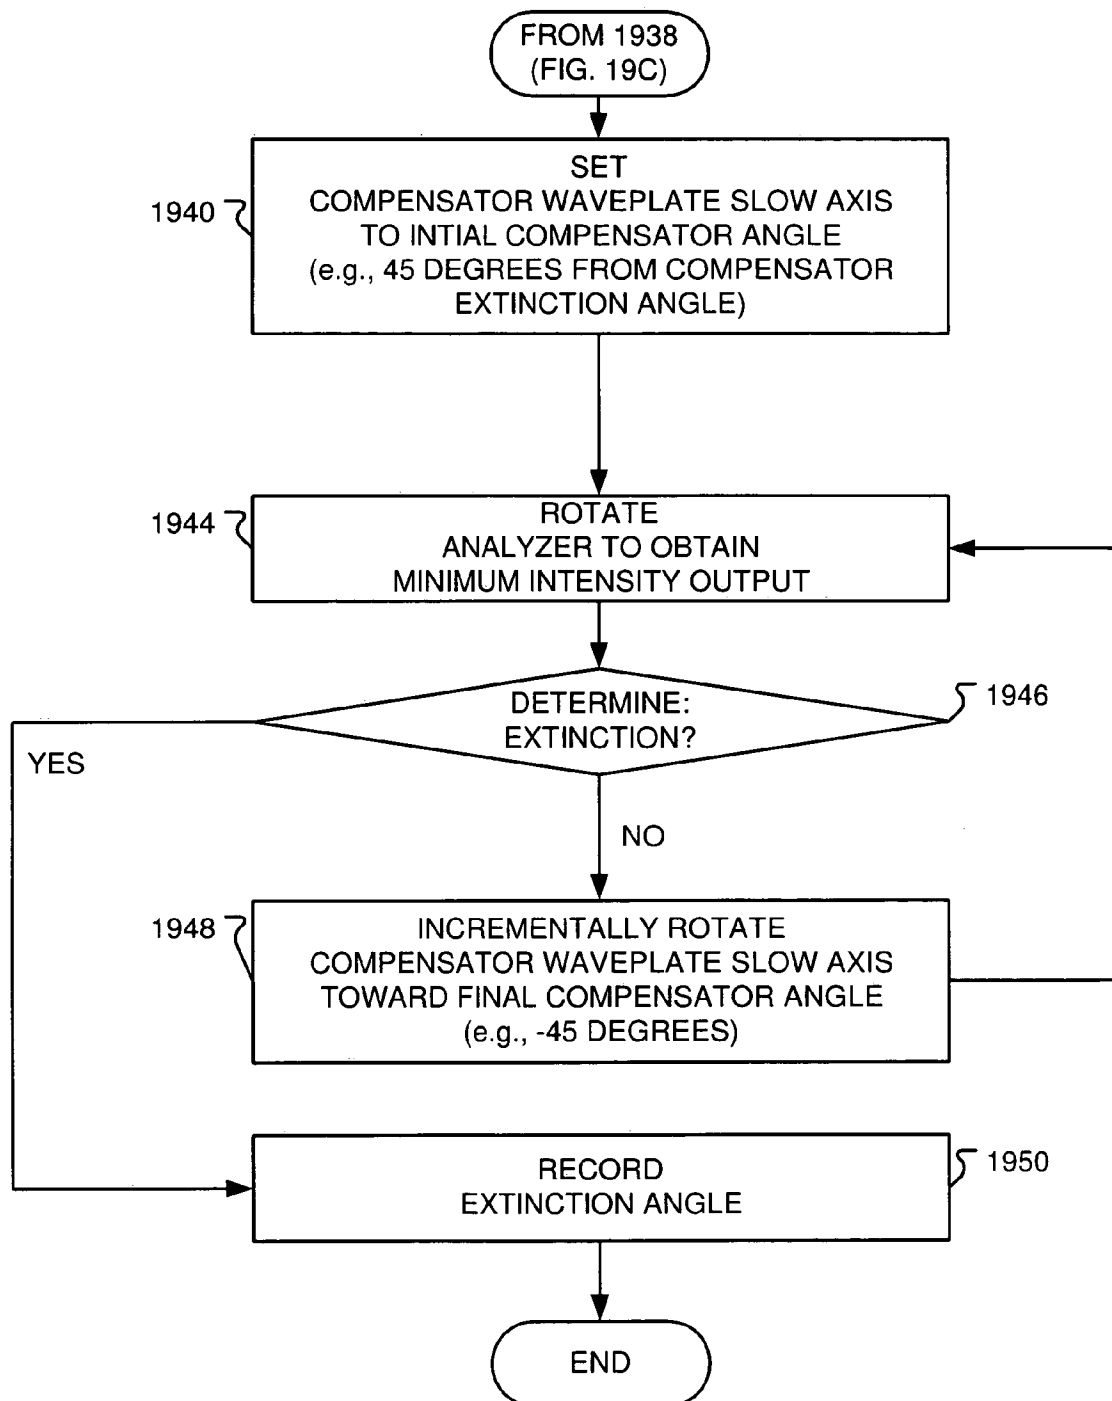 FROM 1938
(FIG. 19C)
1940
SET
COMPENSATOR WAVEPLATE SLOW AXIS
TO INTIAL COMPENSATOR ANGLE
(e.g., 45 DEGREES FROM COMPENSATOR
EXTINCTION ANGLE)
1944
ROTATE
ANALYZER TO OBTAIN
MINIMUM INTENSITY OUTPUT
DETERMINE:
EXTINCTION?
1946
YES
NO
1948
INCREMENTALLY ROTATE
COMPENSATOR WAVEPLATE SLOW AXIS
TOWARD FINAL COMPENSATOR ANGLE
(e.g., -45 DEGREES)
RECORD
EXTINCTION ANGLE
1950
END